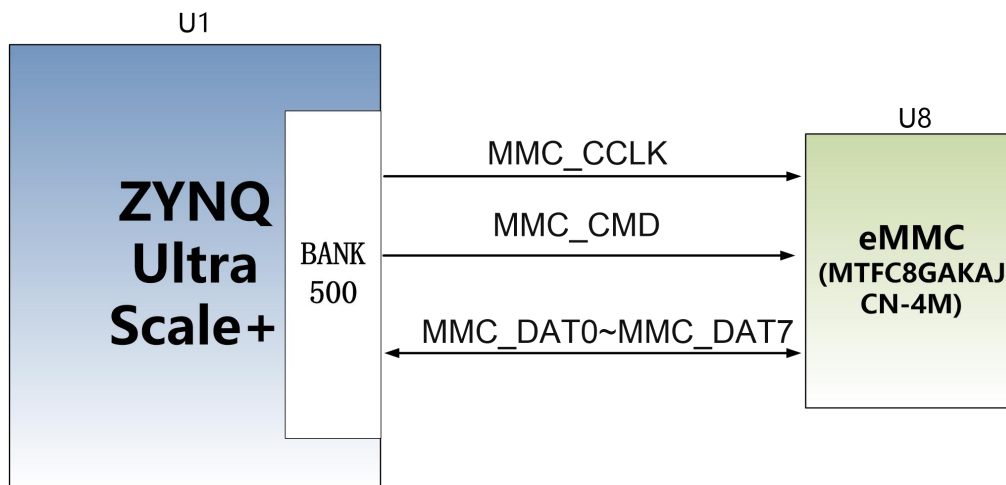 U1
ZYNQ
Ultra
Scale+
BANK
500
MMC_CCLK
MMC_CMD
MMC_DAT0~MMC_DAT7
U8
eMMC
(MTFC8GAKAJ
CN-4M)